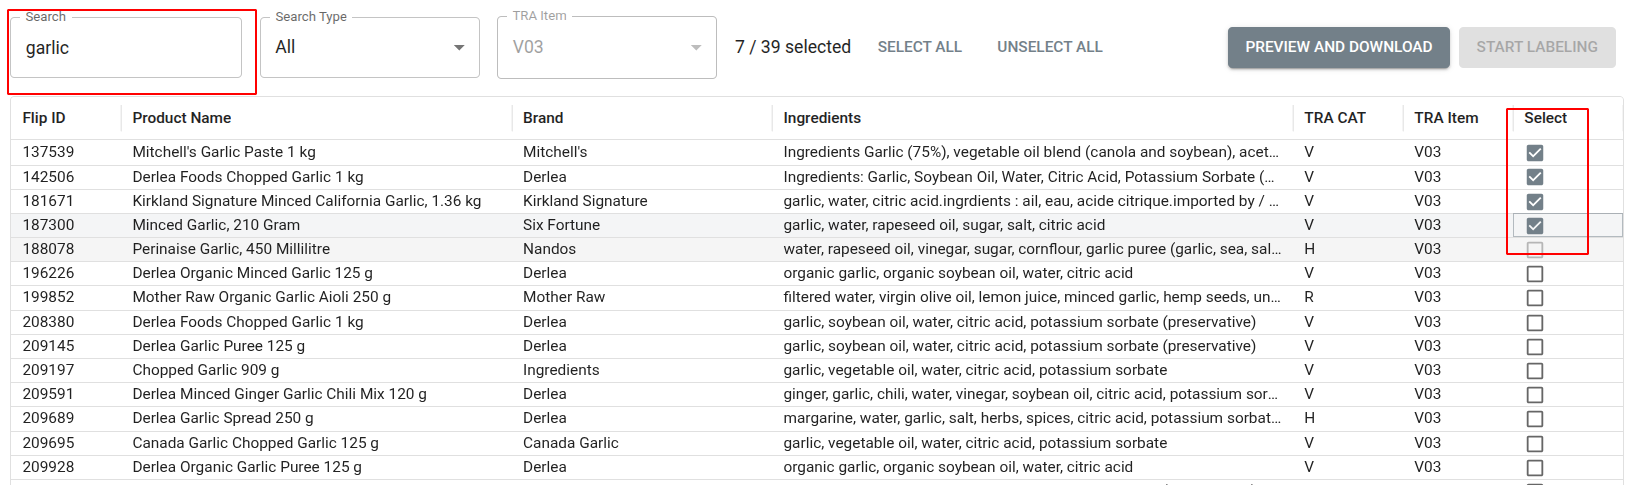 Search Search Type TRA Item
garlic All V03 7 / 39 selected SELECT ALL UNSELECT ALL PREVIEW AND DOWNLOAD START LABELING
Flip ID Product Name Brand Ingredients TRA CAT TRA Item Select
137539 Mitchell's Garlic Paste 1 kg Mitchell's Ingredients Garlic (75%), vegetable oil blend (canola and soybean), acet... V V03
142506 Derlea Foods Chopped Garlic 1 kg Derlea Ingredients: Garlic, Soybean Oil, Water, Citric Acid, Potassium Sorbate (... V V03
181671 Kirkland Signature Minced California Garlic, 1.36 kg Kirkland Signature garlic, water, citric acid.ingrdients : ail, eau, acide citrique.imported by / ... V V03
187300 Minced Garlic, 210 Gram Six Fortune garlic, water, rapeseed oil, sugar, salt, citric acid V V03
188078 Perinaise Garlic, 450 Millilitre Nandos water, rapeseed oil, vinegar, sugar, cornflour, garlic puree (garlic, sea, sal... H V03
196226 Derlea Organic Minced Garlic 125 g Derlea organic garlic, organic soybean oil, water, citric acid V V03
199852 Mother Raw Organic Garlic Aioli 250 g Mother Raw filtered water, virgin olive oil, lemon juice, minced garlic, hemp seeds, un... R V03
208380 Derlea Foods Chopped Garlic 1 kg Derlea garlic, soybean oil, water, citric acid, potassium sorbate (preservative) V V03
209145 Derlea Garlic Puree 125 g Derlea garlic, soybean oil, water, citric acid, potassium sorbate (preservative) V V03
209197 Chopped Garlic 909 g Ingredients garlic, vegetable oil, water, citric acid, potassium sorbate V V03
209591 Derlea Minced Ginger Garlic Chili Mix 120 g Derlea ginger, garlic, chili, water, vinegar, soybean oil, citric acid, potassium sor... V V03
209689 Derlea Garlic Spread 250 g Derlea margarine, water, garlic, salt, herbs, spices, citric acid, potassium sorbat... H V03
209695 Canada Garlic Chopped Garlic 125 g Canada Garlic garlic, vegetable oil, water, citric acid, potassium sorbate V V03
209928 Derlea Organic Garlic Puree 125 g Derlea organic garlic, organic soybean oil, water, citric acid V V03